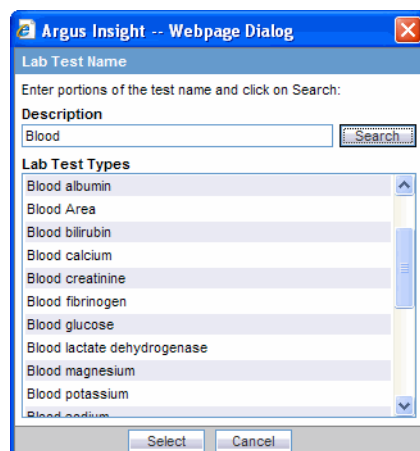 Argus Insight -- Webpage Dialog
Lab Test Name
Enter portions of the test name and click on Search:
Description
Blood Search
Lab Test Types
Blood albumin
Blood Area
Blood bilirubin
Blood calcium
Blood creatinine
Blood fibrinogen
Blood glucose
Blood lactate dehydrogenase
Blood magnesium
Blood potassium
Blood sodium
Select Cancel